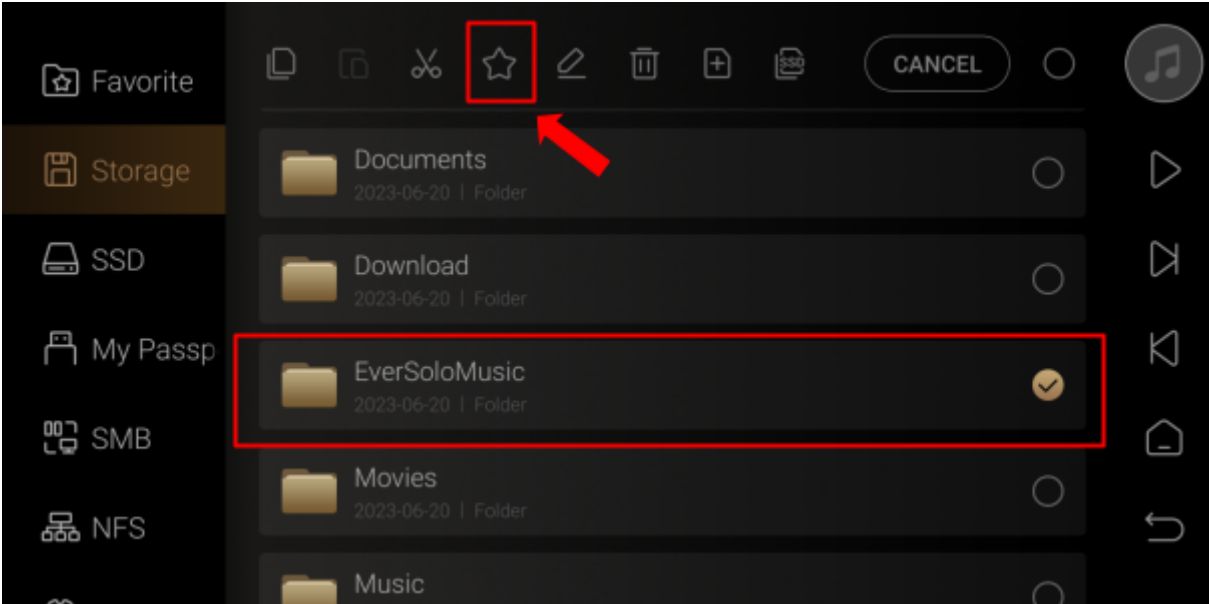 Favorite
Storage
SSD
My Passp
SMB
NFS
SSD
CANCEL
Documents
2023-06-20 | Folder
Download
2023-06-20 | Folder
EverSoloMusic
2023-06-20 | Folder
Movies
2023-06-20 | Folder
Music